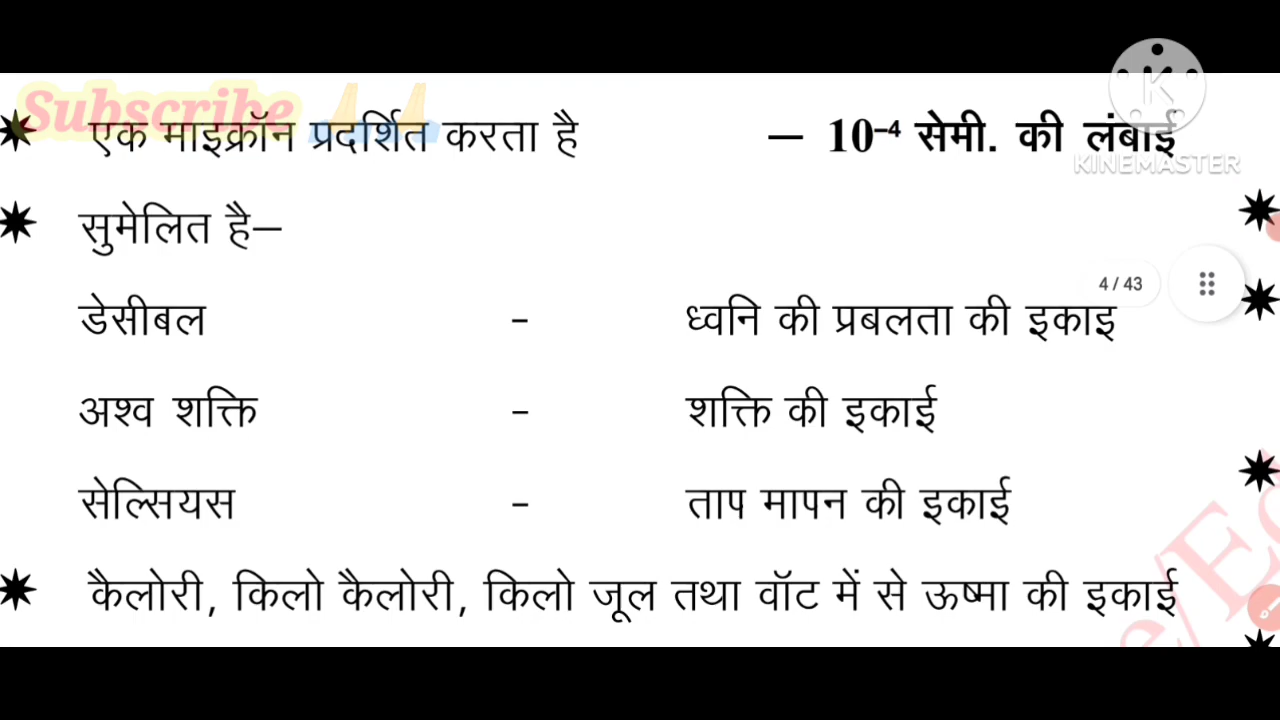 Subscribe 🙏🙏
✷ एक माइक्रॉन प्रदर्शित करता है – 10⁻⁴ सेमी. की लंबाई
KINEMASTER
✷ सुमेलित है–
4 / 43
डेसीबल - ध्वनि की प्रबलता की इकाइ
अश्व शक्ति - शक्ति की इकाई
सेल्सियस - ताप मापन की इकाई
✷ कैलोरी, किलो कैलोरी, किलो जूल तथा वॉट में से ऊष्मा की इकाई